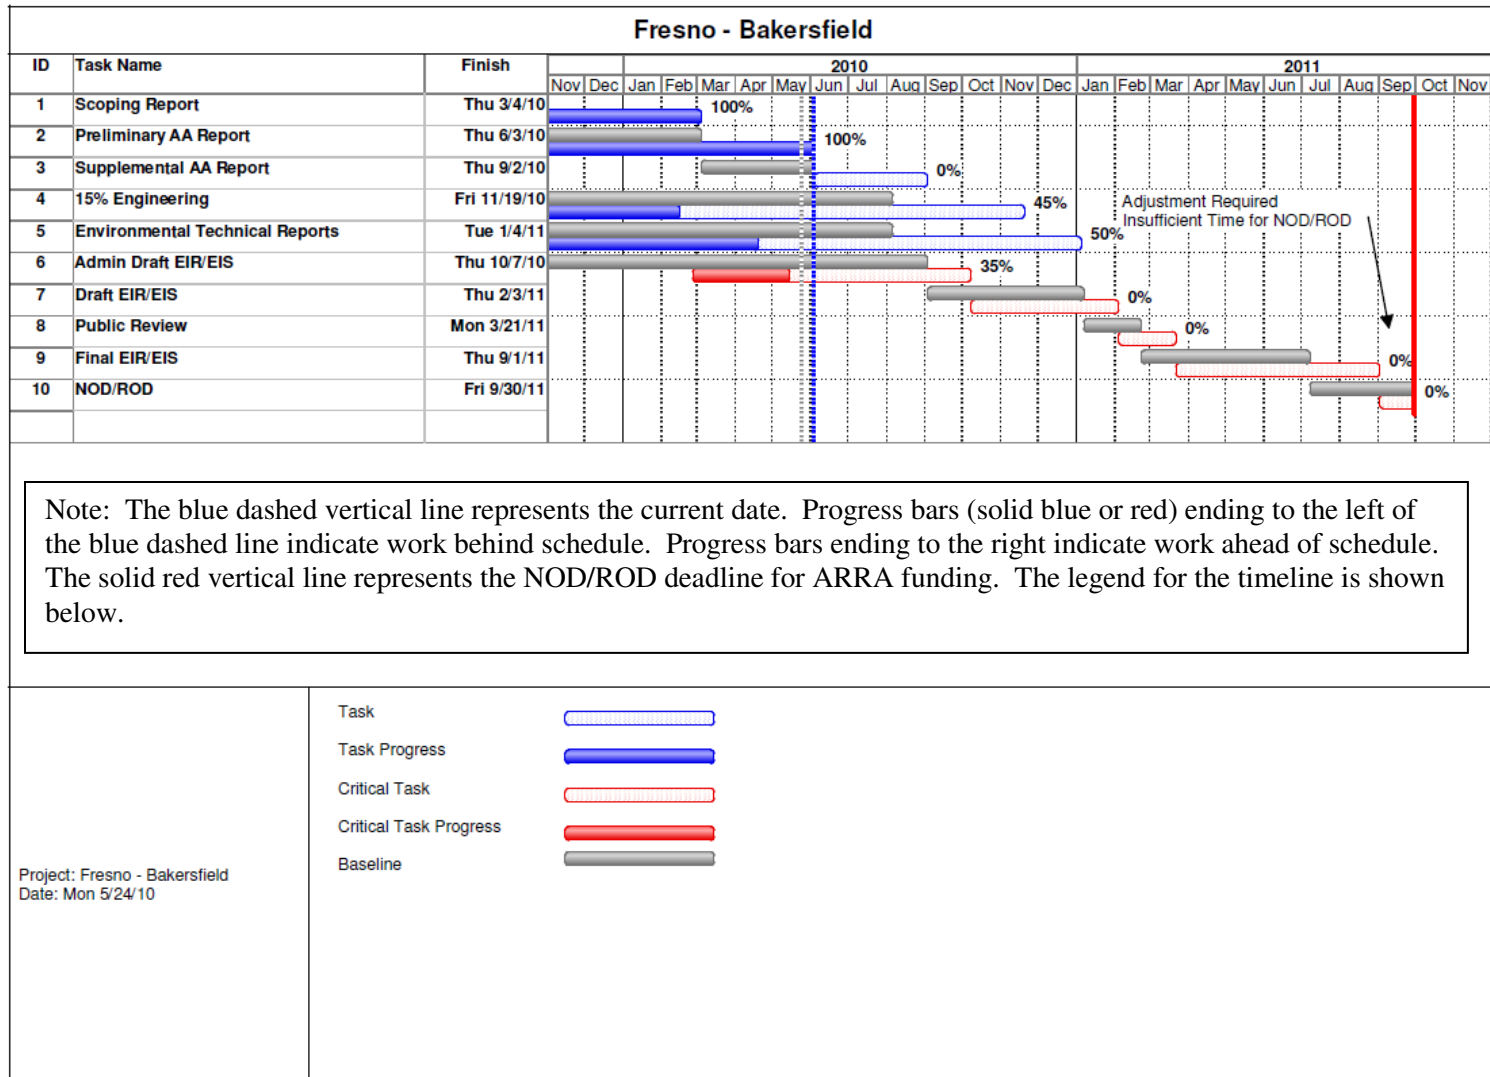 Fresno - Bakersfield
ID Task Name Finish 2010 2011
Nov Dec Jan Feb Mar Apr May Jun Jul Aug Sep Oct Nov Dec Jan Feb Mar Apr May Jun Jul Aug Sep Oct Nov
1 Scoping Report Thu 3/4/10 100%
2 Preliminary AA Report Thu 6/3/10 100%
3 Supplemental AA Report Thu 9/2/10 0%
4 15% Engineering Fri 11/19/10 45%
Adjustment Required
Insufficient Time for NOD/ROD
5 Environmental Technical Reports Tue 1/4/11 50%
6 Admin Draft EIR/EIS Thu 10/7/10 35%
7 Draft EIR/EIS Thu 2/3/11 0%
8 Public Review Mon 3/21/11 0%
9 Final EIR/EIS Thu 9/1/11 0%
10 NOD/ROD Fri 9/30/11 0%
Note: The blue dashed vertical line represents the current date. Progress bars (solid blue or red) ending to the left of
the blue dashed line indicate work behind schedule. Progress bars ending to the right indicate work ahead of schedule.
The solid red vertical line represents the NOD/ROD deadline for ARRA funding. The legend for the timeline is shown
below.
Project: Fresno - Bakersfield
Date: Mon 5/24/10
Task
Task Progress
Critical Task
Critical Task Progress
Baseline